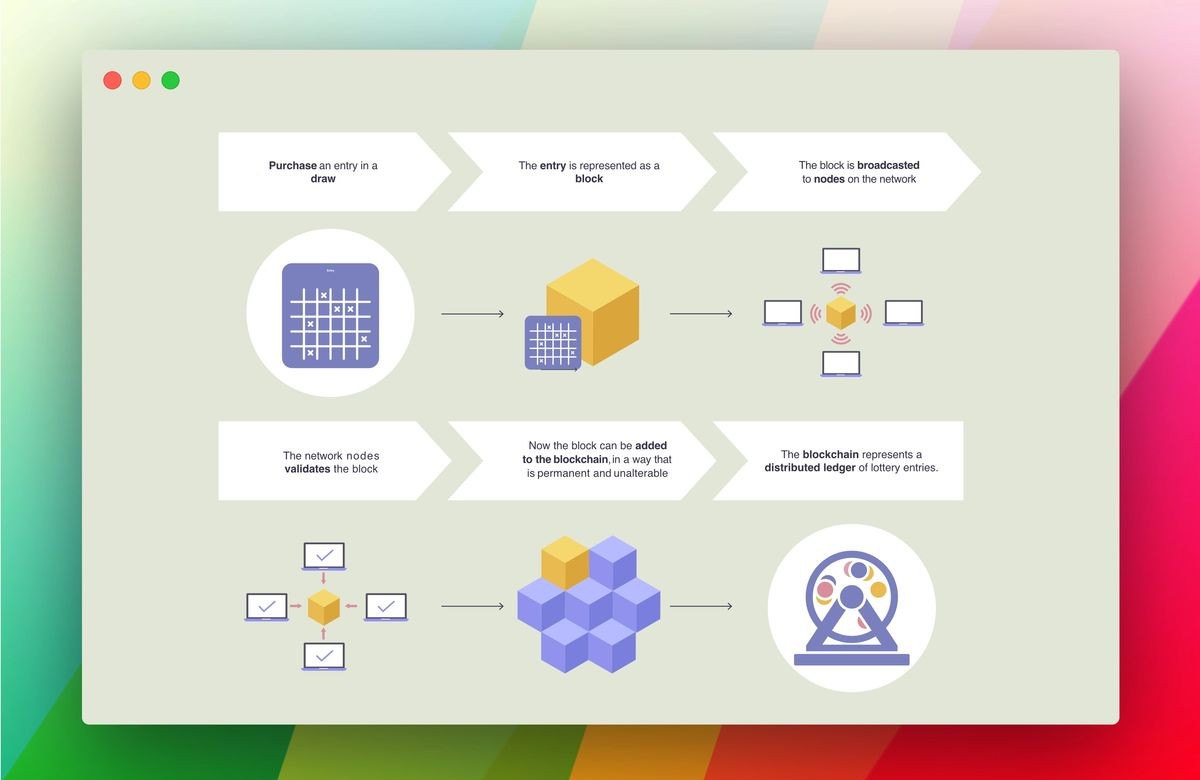 Purchase an entry in a
draw
The entry is represented as a
block
The block is broadcasted
to nodes on the network
Entry
The network nodes
validates the block
Now the block can be added
to the blockchain, in a way that
is permanent and unalterable
The blockchain represents a
distributed ledger of lottery entries.